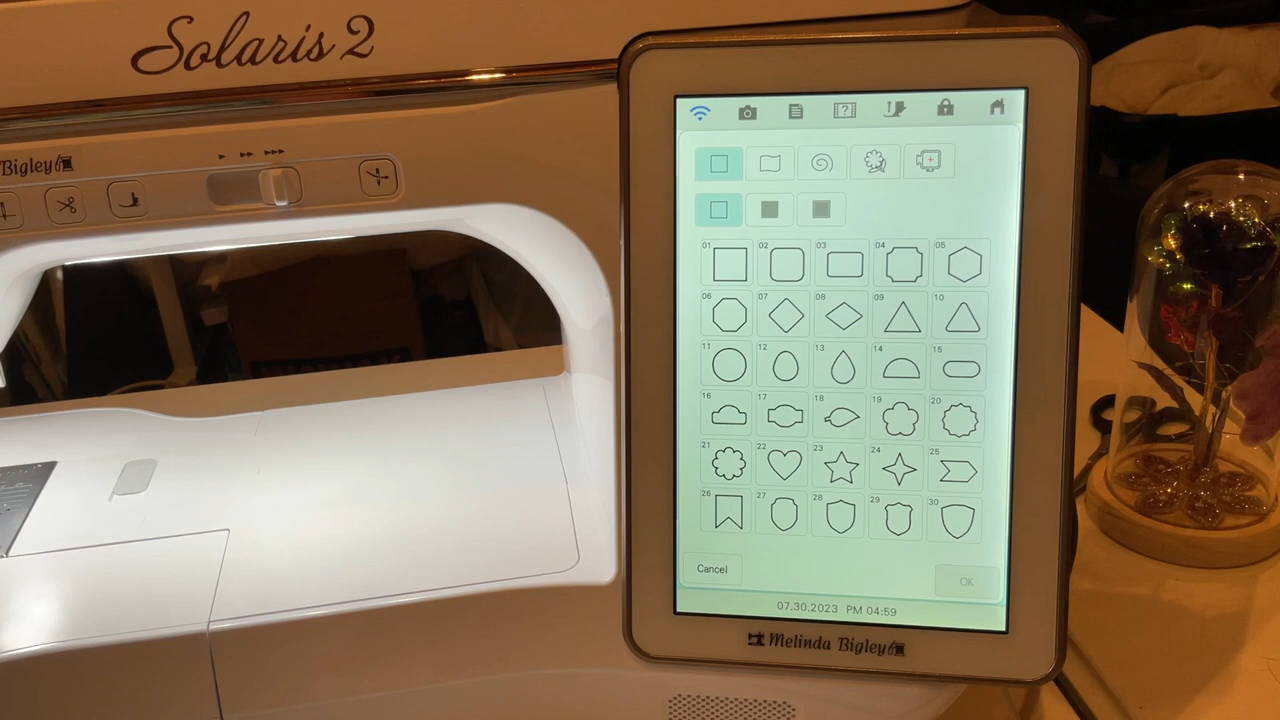 Solaris 2
Bigley
01 02 03 04 05
06 07 08 09 10
11 12 13 14 15
16 17 18 19 20
21 22 23 24 25
26 27 28 29 30
Cancel
OK
07.30.2023 PM 04:59
Melinda Bigley